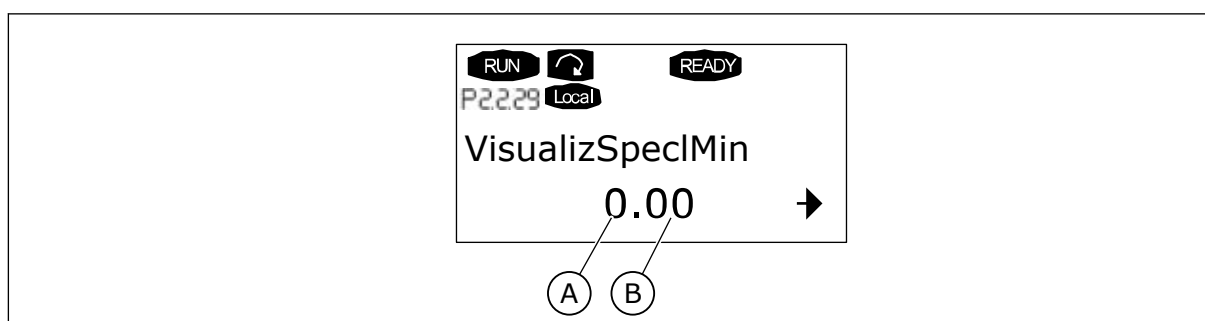 RUN READY
P2.2.29 Local
VisualizSpeclMin
0.00
A B